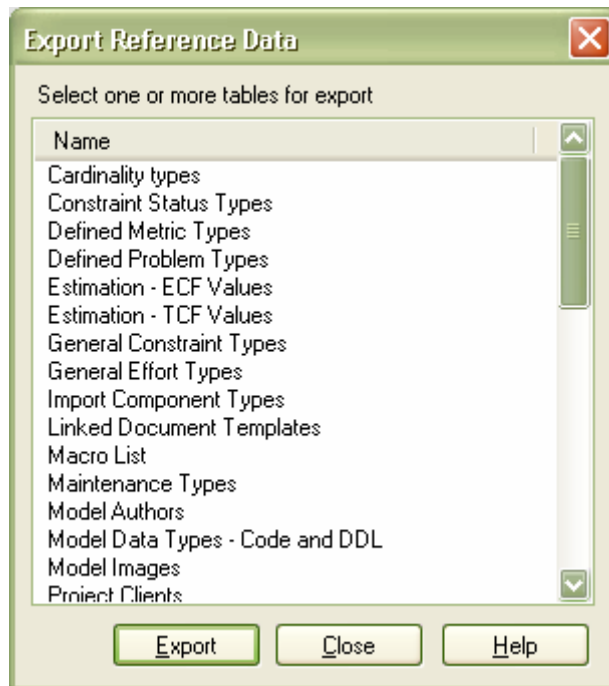 Export Reference Data
Select one or more tables for export
Name
Cardinality types
Constraint Status Types
Defined Metric Types
Defined Problem Types
Estimation - ECF Values
Estimation - TCF Values
General Constraint Types
General Effort Types
Import Component Types
Linked Document Templates
Macro List
Maintenance Types
Model Authors
Model Data Types - Code and DDL
Model Images
Project Clients
Export Close Help